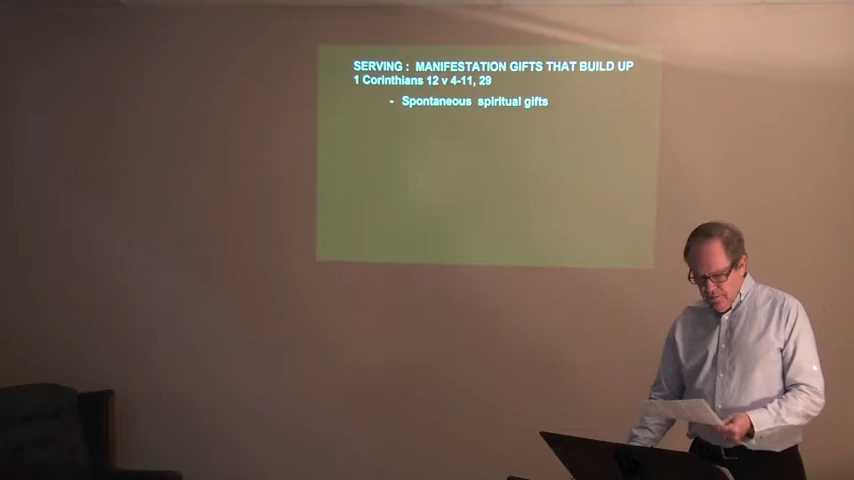 SERVING : MANIFESTATION GIFTS THAT BUILD UP
1 Corinthians 12 v 4-11, 29
- Spontaneous spiritual gifts